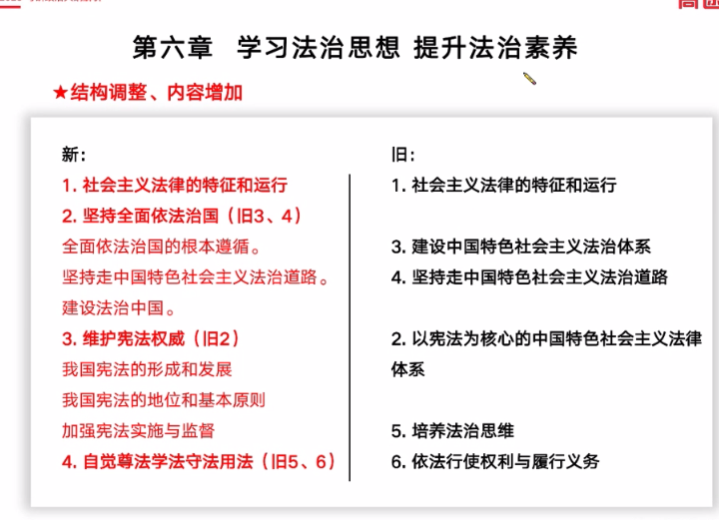 第六章 学习法治思想 提升法治素养
★结构调整、内容增加
新：
1. 社会主义法律的特征和运行
2. 坚持全面依法治国（旧3、4）
全面依法治国的根本遵循。
坚持走中国特色社会主义法治道路。
建设法治中国。
3. 维护宪法权威（旧2）
我国宪法的形成和发展
我国宪法的地位和基本原则
加强宪法实施与监督
4. 自觉尊法学法守法用法（旧5、6）
旧：
1. 社会主义法律的特征和运行
3. 建设中国特色社会主义法治体系
4. 坚持走中国特色社会主义法治道路
2. 以宪法为核心的中国特色社会主义法律
体系
5. 培养法治思维
6. 依法行使权利与履行义务